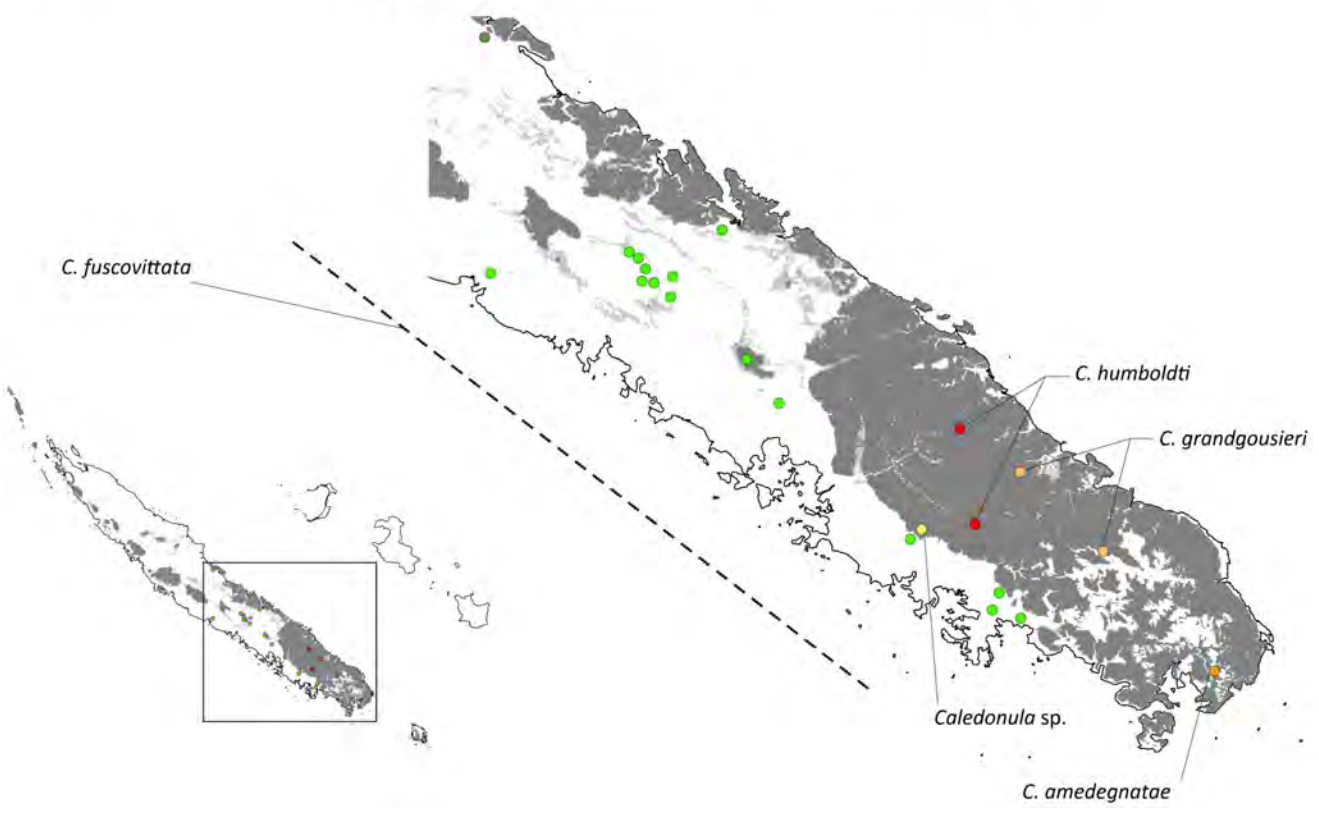 C. fuscovittata
C. humboldti
C. grandgousieri
Caledonula sp.
C. amedegnatae